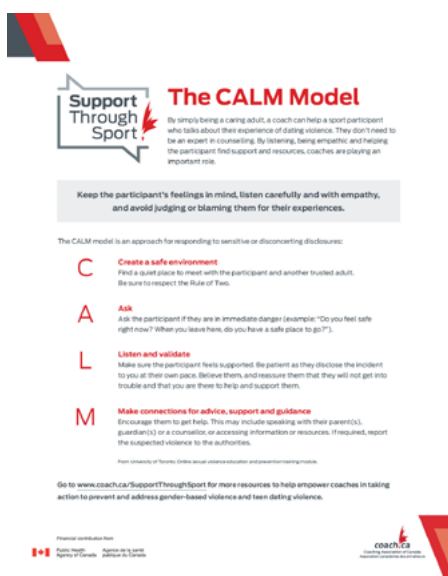 Support
Through
Sport
The CALM Model
By simply being a caring adult, a coach can help a sport participant
who talks about their experience of dating violence. They don't need to
be an expert in counselling. By listening, being empathic and helping
the participant find support and resources, coaches are playing an
important role.
Keep the participant's feelings in mind, listen carefully and with empathy,
and avoid judging or blaming them for their experiences.
The CALM model is an approach for responding to sensitive or disconcerting disclosures:
C
Create a safe environment
Find a quiet place to meet with the participant and another trusted adult.
Be sure to respect the Rule of Two.
A
Ask
Ask the participant if they are in immediate danger (example: "Do you feel safe
right now? When you leave here, do you have a safe place to go?").
L
Listen and validate
Make sure the participant feels supported. Be patient as they disclose the incident
to you at their own pace. Believe them, and reassure them that they will not get into
trouble and that you are there to help and support them.
M
Make connections for advice, support and guidance
Encourage them to get help. This may include speaking with their parent(s),
guardian(s) or a counsellor, or accessing information or resources. If required, report
the suspected violence to the authorities.
From University of Toronto: Online sexual violence education and prevention training module.
Go to www.coach.ca/SupportThroughSport for more resources to help empower coaches in taking
action to prevent and address gender-based violence and teen dating violence.
Financial contribution from
Public Health Agence de la santé
Agency of Canada publique du Canada
coach.ca
Coaching Association of Canada
Association canadienne des entraîneurs